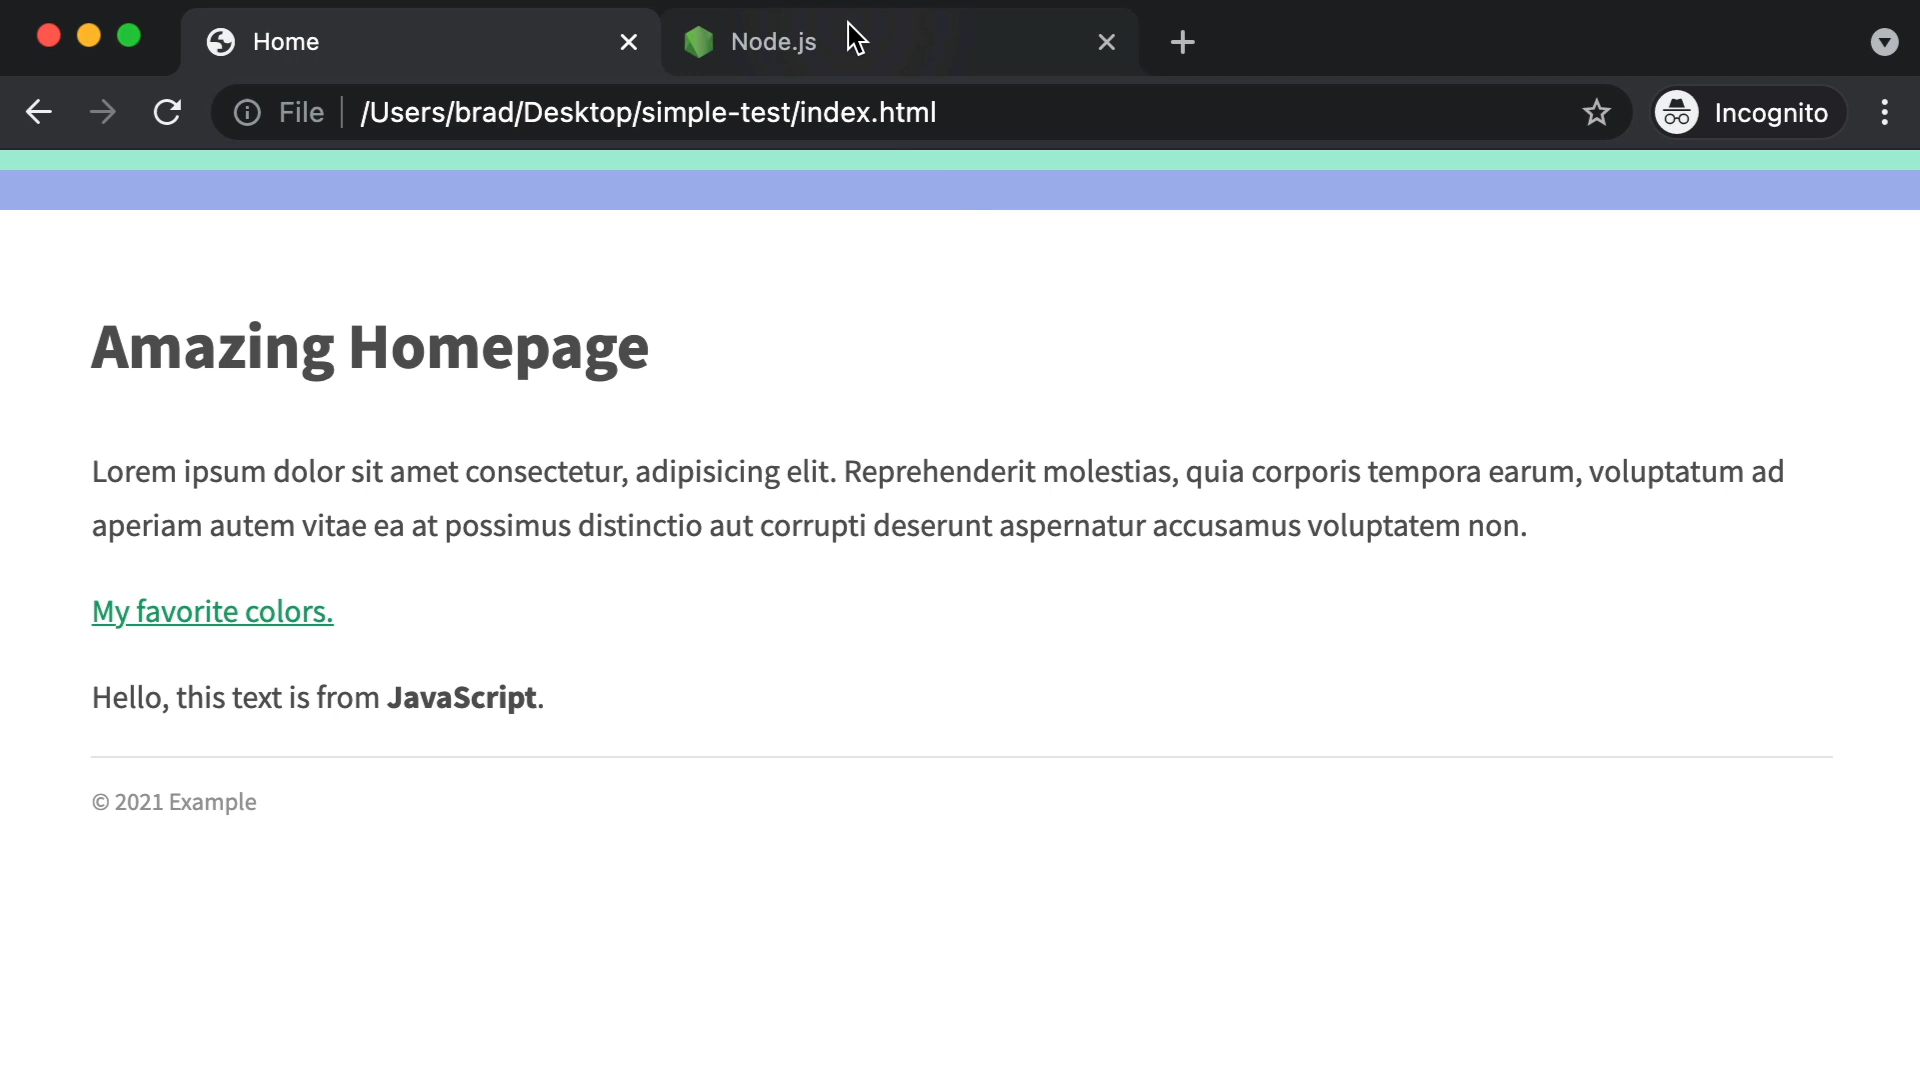 Home
Node.js
File
/Users/brad/Desktop/simple-test/index.html
Incognito
Amazing Homepage
Lorem ipsum dolor sit amet consectetur, adipisicing elit. Reprehenderit molestias, quia corporis tempora earum, voluptatum ad
aperiam autem vitae ea at possimus distinctio aut corrupti deserunt aspernatur accusamus voluptatem non.
My favorite colors.
Hello, this text is from JavaScript.
© 2021 Example